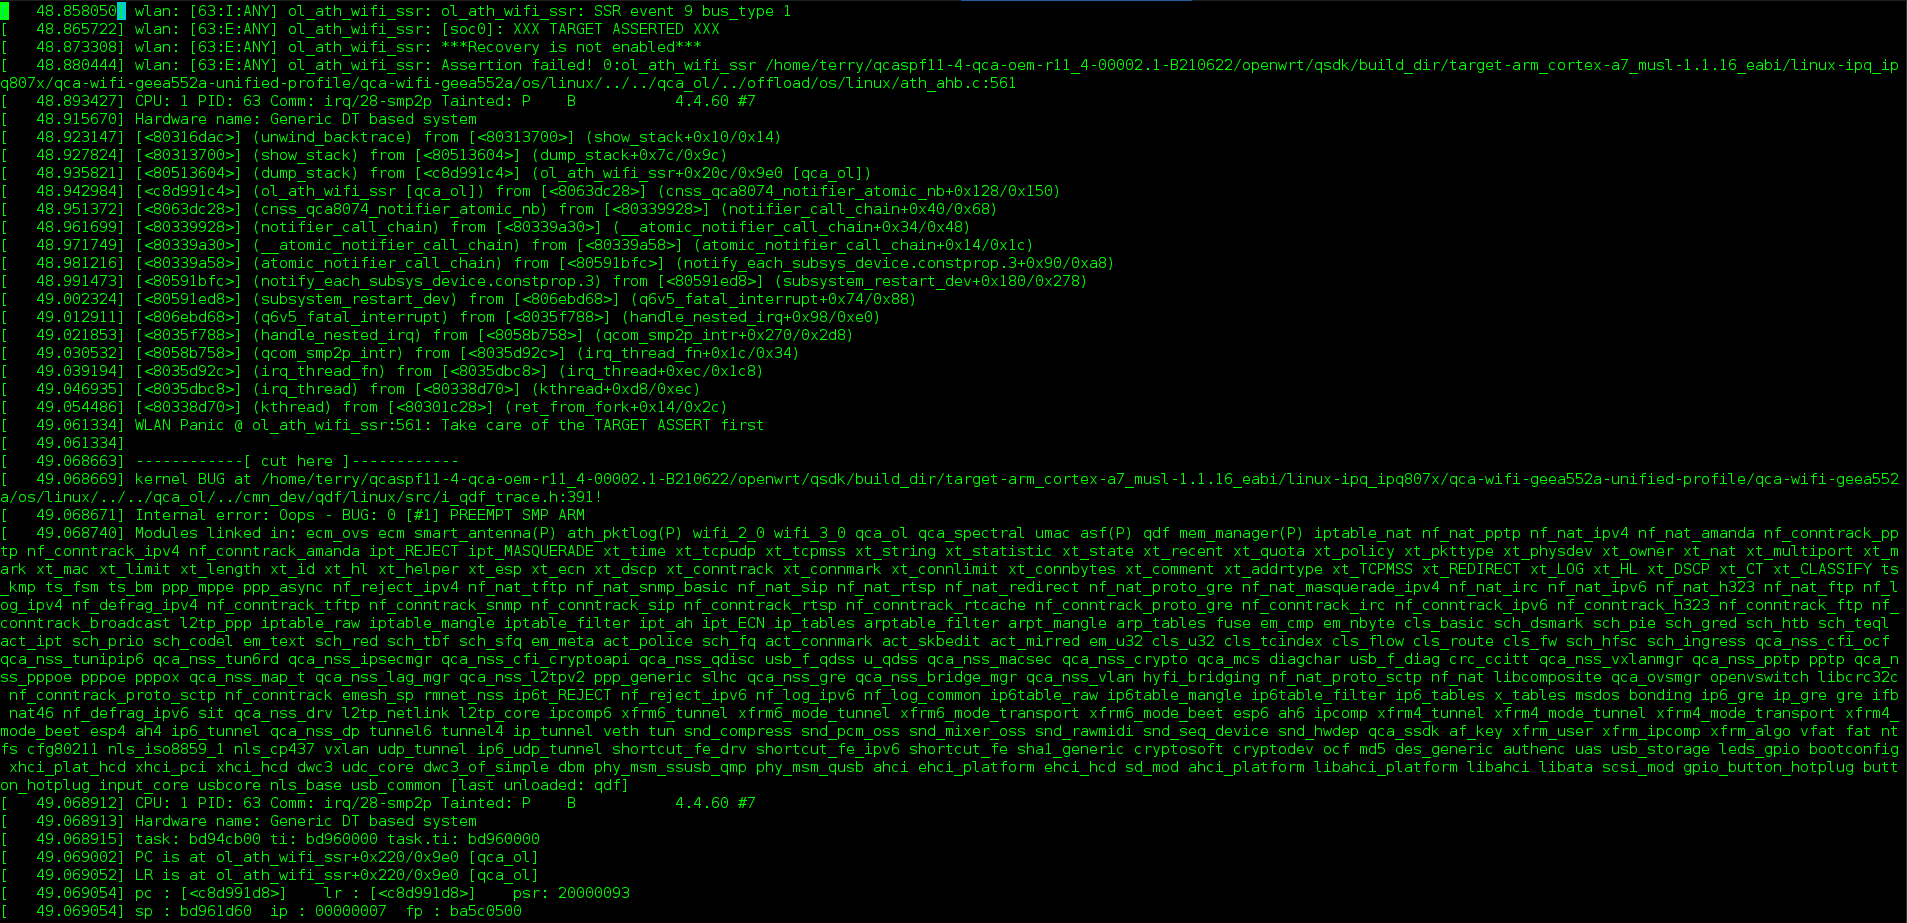 [   48.858050] wlan: [63:I:ANY] ol_ath_wifi_ssr: ol_ath_wifi_ssr: SSR event 9 bus_type 1
[   48.865722] wlan: [63:E:ANY] ol_ath_wifi_ssr: [soc0]: XXX TARGET ASSERTED XXX
[   48.873308] wlan: [63:E:ANY] ol_ath_wifi_ssr: ***Recovery is not enabled***
[   48.880444] wlan: [63:E:ANY] ol_ath_wifi_ssr: Assertion failed! 0:ol_ath_wifi_ssr /home/terry/qcaspf11-4-qca-oem-r11_4-00002.1-B210622/openwrt/qsdk/build_dir/target-arm_cortex-a7_musl-1.1.16_eabi/linux-ipq_ip
q807x/qca-wifi-geea552a-unified-profile/qca-wifi-geea552a/os/linux/../../qca_ol/../offload/os/linux/ath_ahb.c:561
[   48.893427] CPU: 1 PID: 63 Comm: irq/28-smp2p Tainted: P    B           4.4.60 #7
[   48.915670] Hardware name: Generic DT based system
[   48.923147] [<80316dac>] (unwind_backtrace) from [<80313700>] (show_stack+0x10/0x14)
[   48.927824] [<80313700>] (show_stack) from [<80513604>] (dump_stack+0x7c/0x9c)
[   48.935821] [<80513604>] (dump_stack) from [<c8d991c4>] (ol_ath_wifi_ssr+0x20c/0x9e0 [qca_ol])
[   48.942984] [<c8d991c4>] (ol_ath_wifi_ssr [qca_ol]) from [<8063dc28>] (cnss_qca8074_notifier_atomic_nb+0x128/0x150)
[   48.951372] [<8063dc28>] (cnss_qca8074_notifier_atomic_nb) from [<80339928>] (notifier_call_chain+0x40/0x68)
[   48.961699] [<80339928>] (notifier_call_chain) from [<80339a30>] (__atomic_notifier_call_chain+0x34/0x48)
[   48.971749] [<80339a30>] (__atomic_notifier_call_chain) from [<80339a58>] (atomic_notifier_call_chain+0x14/0x1c)
[   48.981216] [<80339a58>] (atomic_notifier_call_chain) from [<80591bfc>] (notify_each_subsys_device.constprop.3+0x90/0xa8)
[   48.991473] [<80591bfc>] (notify_each_subsys_device.constprop.3) from [<80591ed8>] (subsystem_restart_dev+0x180/0x278)
[   49.002324] [<80591ed8>] (subsystem_restart_dev) from [<806ebd68>] (q6v5_fatal_interrupt+0x74/0x88)
[   49.012911] [<806ebd68>] (q6v5_fatal_interrupt) from [<8035f788>] (handle_nested_irq+0x98/0xe0)
[   49.021853] [<8035f788>] (handle_nested_irq) from [<8058b758>] (qcom_smp2p_intr+0x270/0x2d8)
[   49.030532] [<8058b758>] (qcom_smp2p_intr) from [<8035d92c>] (irq_thread_fn+0x1c/0x34)
[   49.039194] [<8035d92c>] (irq_thread_fn) from [<8035dbc8>] (irq_thread+0xec/0x1c8)
[   49.046935] [<8035dbc8>] (irq_thread) from [<80338d70>] (kthread+0xd8/0xec)
[   49.054486] [<80338d70>] (kthread) from [<80301c28>] (ret_from_fork+0x14/0x2c)
[   49.061334] WLAN Panic @ ol_ath_wifi_ssr:561: Take care of the TARGET ASSERT first
[   49.061334]
[   49.068663] ------------[ cut here ]------------
[   49.068669] kernel BUG at /home/terry/qcaspf11-4-qca-oem-r11_4-00002.1-B210622/openwrt/qsdk/build_dir/target-arm_cortex-a7_musl-1.1.16_eabi/linux-ipq_ipq807x/qca-wifi-geea552a-unified-profile/qca-wifi-geea552
a/os/linux/../../qca_ol/../cmn_dev/qdf/linux/src/i_qdf_trace.h:391!
[   49.068671] Internal error: Oops - BUG: 0 [#1] PREEMPT SMP ARM
[   49.068740] Modules linked in: ecm_ovs ecm smart_antenna(P) ath_pktlog(P) wifi_2_0 wifi_3_0 qca_ol qca_spectral umac asf(P) qdf mem_manager(P) iptable_nat nf_nat_pptp nf_nat_ipv4 nf_nat_amanda nf_conntrack_pp
tp nf_conntrack_ipv4 nf_conntrack_amanda ipt_REJECT ipt_MASQUERADE xt_time xt_tcpudp xt_tcpmss xt_string xt_statistic xt_state xt_recent xt_quota xt_policy xt_pkttype xt_physdev xt_owner xt_nat xt_multiport xt_m
ark xt_mac xt_limit xt_length xt_id xt_hl xt_helper xt_esp xt_ecn xt_dscp xt_conntrack xt_connmark xt_connlimit xt_connbytes xt_comment xt_addrtype xt_TCPMSS xt_REDIRECT xt_LOG xt_HL xt_DSCP xt_CT xt_CLASSIFY ts
_kmp ts_fsm ts_bm ppp_mppe ppp_async nf_reject_ipv4 nf_nat_tftp nf_nat_snmp_basic nf_nat_sip nf_nat_rtsp nf_nat_redirect nf_nat_proto_gre nf_nat_masquerade_ipv4 nf_nat_irc nf_nat_ipv6 nf_nat_h323 nf_nat_ftp nf_l
og_ipv4 nf_defrag_ipv4 nf_conntrack_tftp nf_conntrack_snmp nf_conntrack_sip nf_conntrack_rtsp nf_conntrack_rtcache nf_conntrack_proto_gre nf_conntrack_irc nf_conntrack_ipv6 nf_conntrack_h323 nf_conntrack_ftp nf_
conntrack_broadcast l2tp_ppp iptable_raw iptable_mangle iptable_filter ipt_ah ipt_ECN ip_tables arptable_filter arpt_mangle arp_tables fuse em_cmp em_nbyte cls_basic sch_dsmark sch_pie sch_gred sch_htb sch_teql 
act_ipt sch_prio sch_codel em_text sch_red sch_tbf sch_sfq em_meta act_police sch_fq act_connmark act_skbedit act_mirred em_u32 cls_u32 cls_tcindex cls_flow cls_route cls_fw sch_hfsc sch_ingress qca_nss_cfi_ocf 
qca_nss_tunipip6 qca_nss_tun6rd qca_nss_ipsecmgr qca_nss_cfi_cryptoapi qca_nss_qdisc usb_f_qdss u_qdss qca_nss_macsec qca_nss_crypto qca_mcs diagchar usb_f_diag crc_ccitt qca_nss_vxlanmgr qca_nss_pptp pptp qca_n
ss_pppoe pppoe pppox qca_nss_map_t qca_nss_lag_mgr qca_nss_l2tpv2 ppp_generic slhc qca_nss_gre qca_nss_bridge_mgr qca_nss_vlan hyfi_bridging nf_nat_proto_sctp nf_nat libcomposite qca_ovsmgr openvswitch libcrc32c
 nf_conntrack_proto_sctp nf_conntrack emesh_sp rmnet_nss ip6t_REJECT nf_reject_ipv6 nf_log_ipv6 nf_log_common ip6table_raw ip6table_mangle ip6table_filter ip6_tables x_tables msdos bonding ip6_gre ip_gre gre ifb
 nat46 nf_defrag_ipv6 sit qca_nss_drv l2tp_netlink l2tp_core ipcomp6 xfrm6_tunnel xfrm6_mode_tunnel xfrm6_mode_transport xfrm6_mode_beet esp6 ah6 ipcomp xfrm4_tunnel xfrm4_mode_tunnel xfrm4_mode_transport xfrm4_
mode_beet esp4 ah4 ip6_tunnel qca_nss_dp tunnel6 tunnel4 ip_tunnel veth tun snd_compress snd_pcm_oss snd_mixer_oss snd_rawmidi snd_seq_device snd_hwdep qca_ssdk af_key xfrm_user xfrm_ipcomp xfrm_algo vfat fat nt
fs cfg80211 nls_iso8859_1 nls_cp437 vxlan udp_tunnel ip6_udp_tunnel shortcut_fe_drv shortcut_fe_ipv6 shortcut_fe sha1_generic cryptosoft cryptodev ocf md5 des_generic authenc uas usb_storage leds_gpio bootconfig
 xhci_plat_hcd xhci_pci xhci_hcd dwc3 udc_core dwc3_of_simple dbm phy_msm_ssusb_qmp phy_msm_qusb ahci ehci_platform ehci_hcd sd_mod ahci_platform libahci_platform libahci libata scsi_mod gpio_button_hotplug butt
on_hotplug input_core usbcore nls_base usb_common [last unloaded: qdf]
[   49.068912] CPU: 1 PID: 63 Comm: irq/28-smp2p Tainted: P    B           4.4.60 #7
[   49.068913] Hardware name: Generic DT based system
[   49.068915] task: bd94cb00 ti: bd960000 task.ti: bd960000
[   49.069002] PC is at ol_ath_wifi_ssr+0x220/0x9e0 [qca_ol]
[   49.069052] LR is at ol_ath_wifi_ssr+0x220/0x9e0 [qca_ol]
[   49.069054] pc : [<c8d991d8>]    lr : [<c8d991d8>]    psr: 20000093
[   49.069054] sp : bd961d60  ip : 00000007  fp : ba5c0500